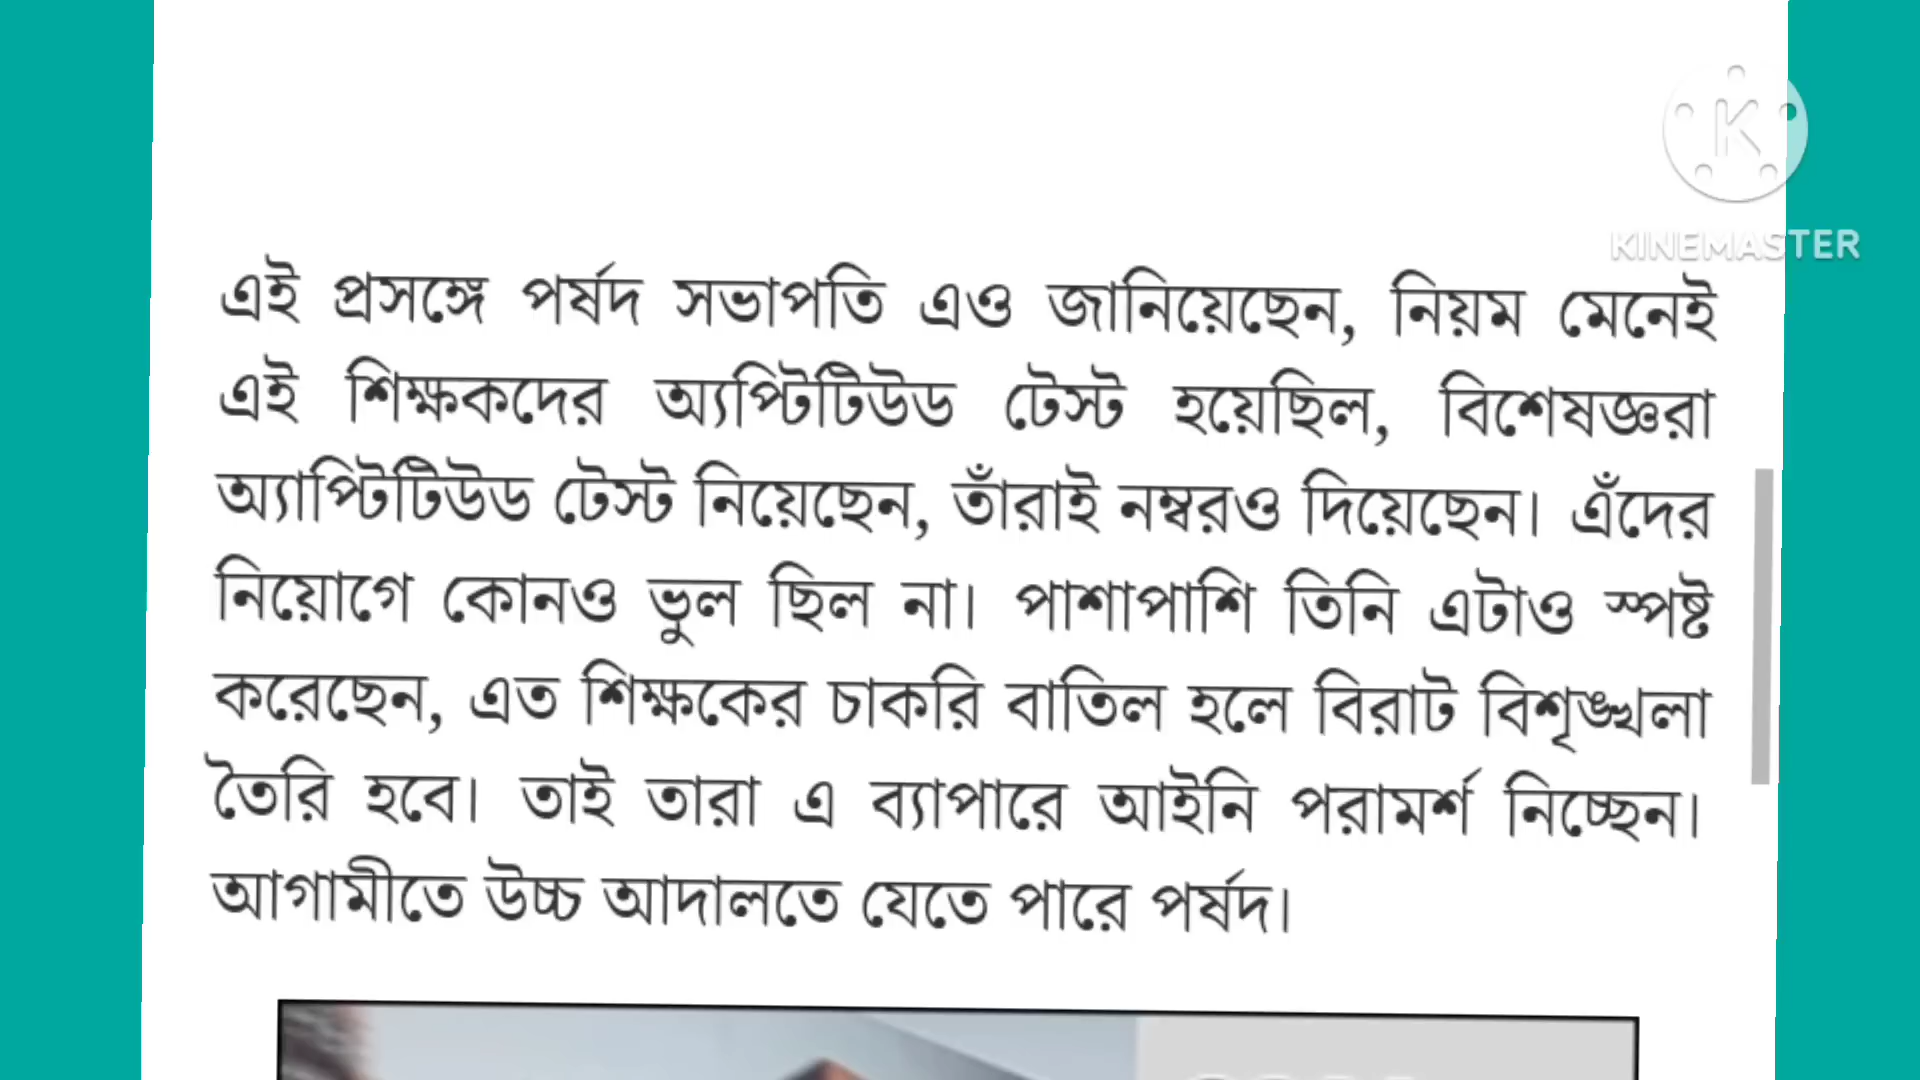 K
KINEMASTER
এই প্রসঙ্গে পর্ষদ সভাপতি এও জানিয়েছেন, নিয়ম মেনেই
এই শিক্ষকদের অ্যপ্টিটিউড টেস্ট হয়েছিল, বিশেষজ্ঞরা
অ্যাপ্টিটিউড টেস্ট নিয়েছেন, তাঁরাই নম্বরও দিয়েছেন। এঁদের
নিয়োগে কোনও ভুল ছিল না। পাশাপাশি তিনি এটাও স্পষ্ট
করেছেন, এত শিক্ষকের চাকরি বাতিল হলে বিরাট বিশৃঙ্খলা
তৈরি হবে। তাই তারা এ ব্যাপারে আইনি পরামর্শ নিচ্ছেন।
আগামীতে উচ্চ আদালতে যেতে পারে পর্ষদ।